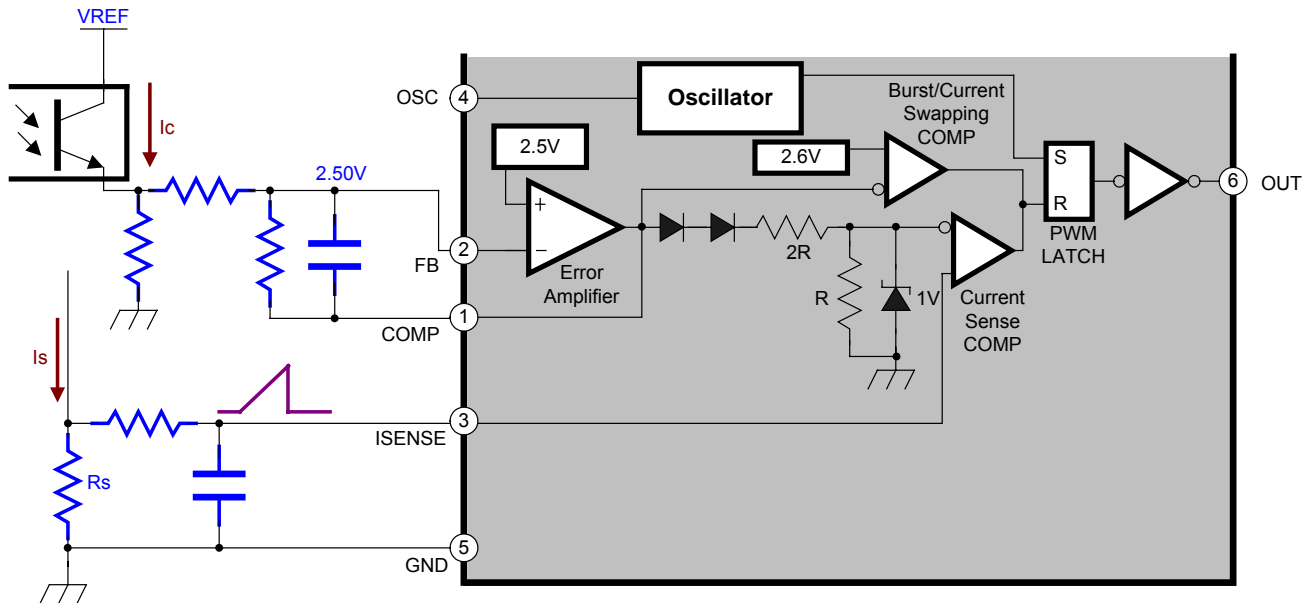 VREF
Ic
2.50V
OSC
4
Oscillator
Burst/Current
Swapping
COMP
2.5V
2.6V
S
R
PWM
LATCH
6
OUT
+
−
2
FB
Error
Amplifier
2R
R
1V
Current
Sense
COMP
COMP
1
Is
ISENSE
3
Rs
GND
5